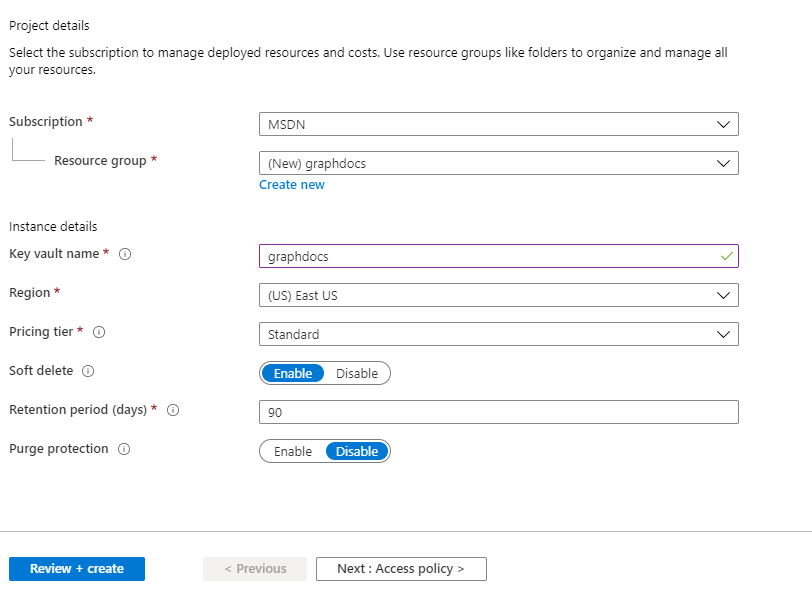 Project details
Select the subscription to manage deployed resources and costs. Use resource groups like folders to organize and manage all
your resources.
Subscription *
MSDN
Resource group *
(New) graphdocs
Create new
Instance details
Key vault name *
graphdocs
Region *
(US) East US
Pricing tier *
Standard
Soft delete
Enable Disable
Retention period (days) *
90
Purge protection
Enable Disable
Review + create
< Previous
Next : Access policy >